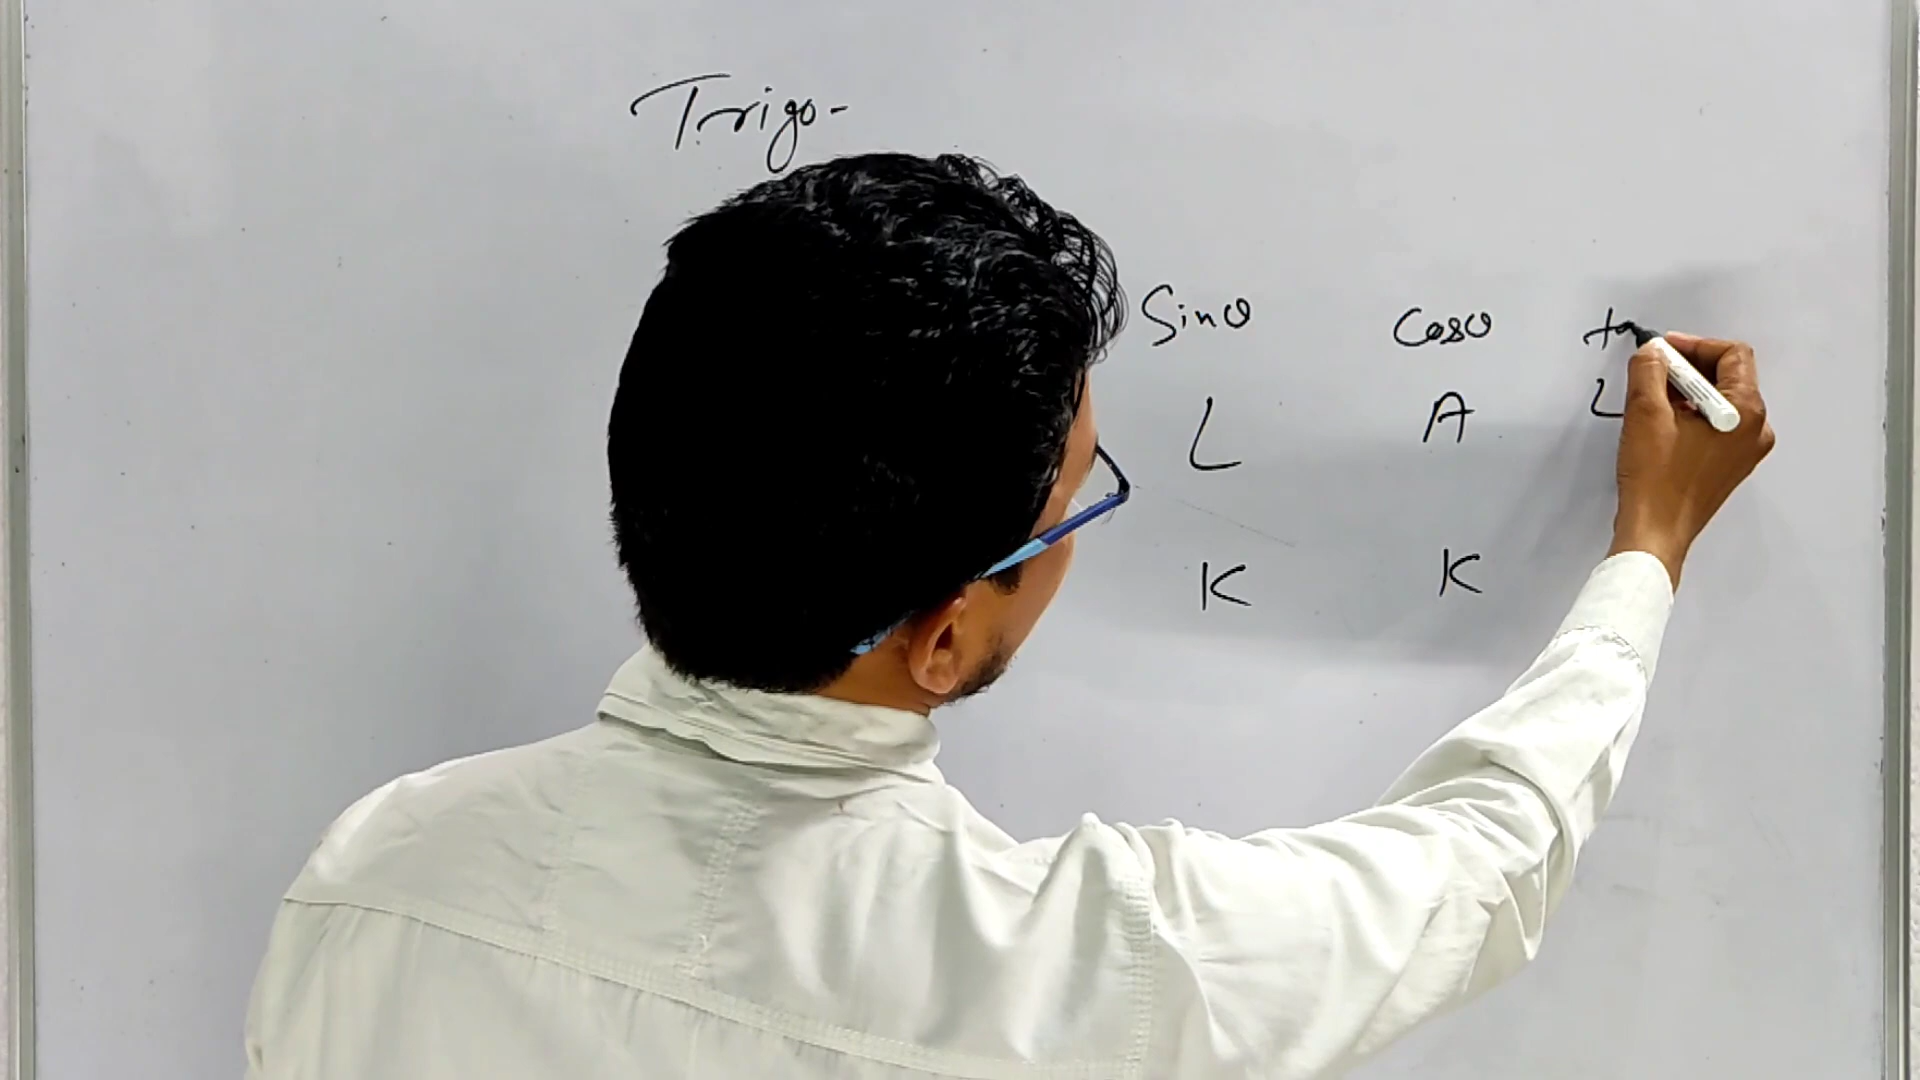 Trigo-
Sinθ Cosθ ta
L A L
K K